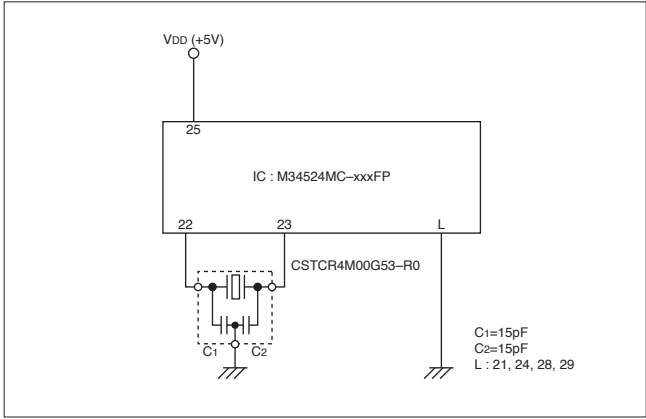 VDD (+5V)
25
IC : M34524MC–xxxFP
22 23 L
CSTCR4M00G53–R0
C1 C2
C1=15pF
C2=15pF
L : 21, 24, 28, 29